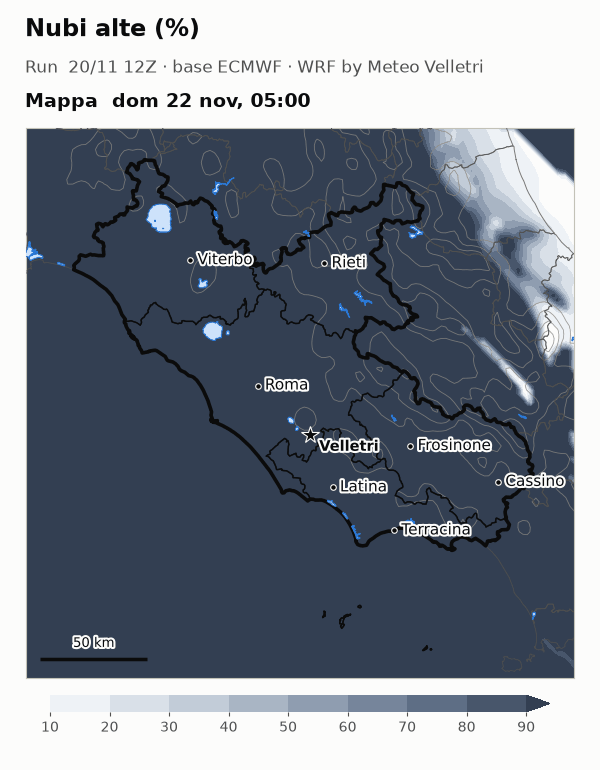 Nubi alte (%)
Run  20/11 12Z · base ECMWF · WRF by Meteo Velletri
Mappa  dom 22 nov, 05:00
Viterbo
Rieti
Roma
Velletri
Frosinone
Cassino
Latina
Terracina
50 km
10 20 30 40 50 60 70 80 90